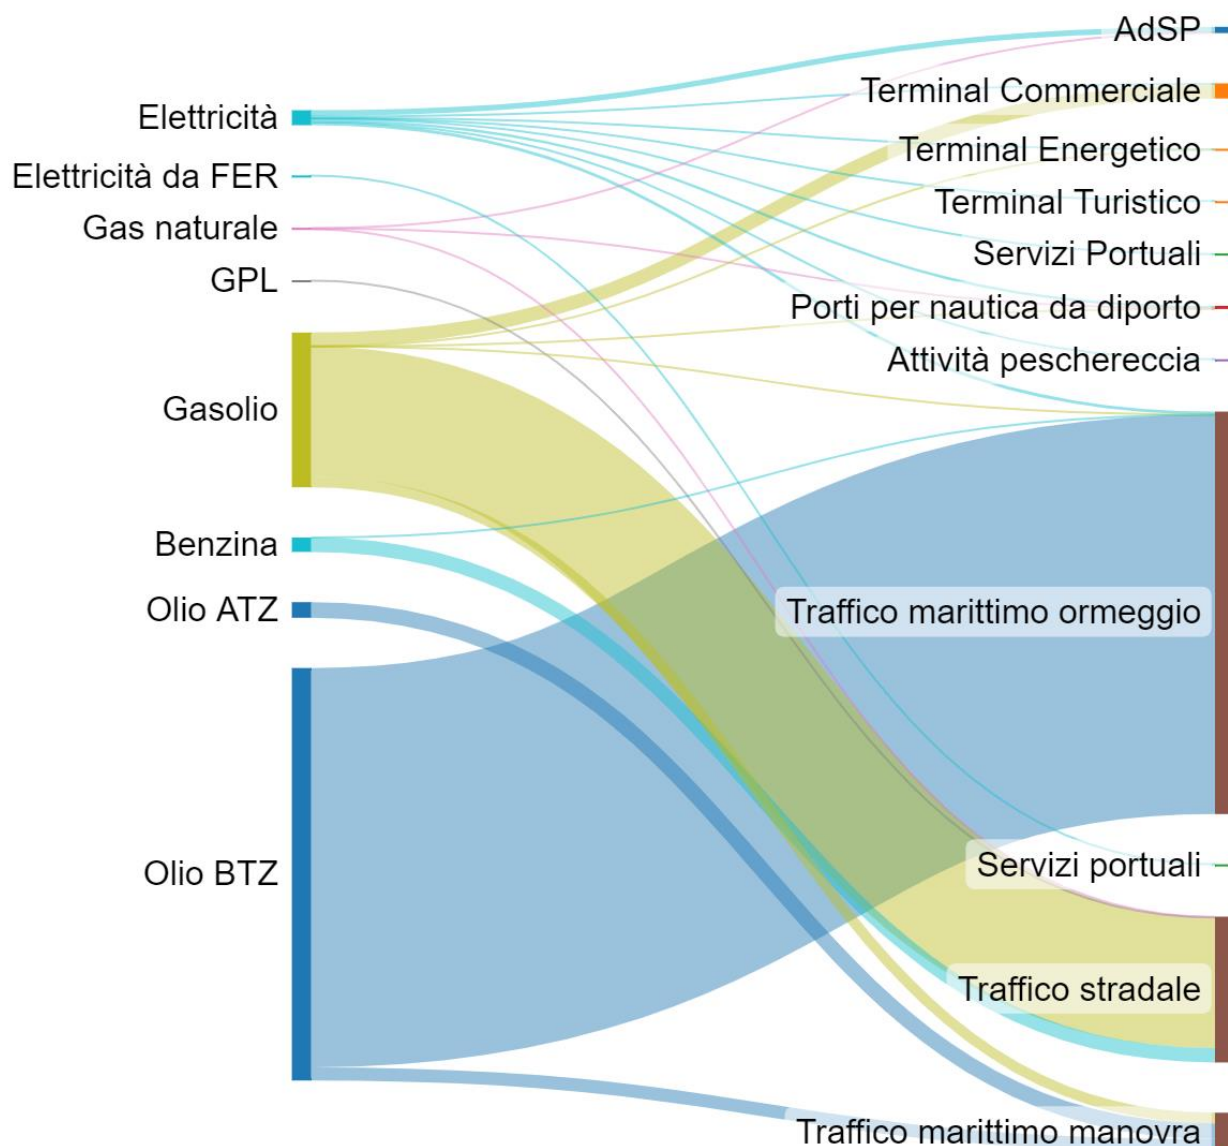 Elettricità
Elettricità da FER
Gas naturale
GPL
Gasolio
Benzina
Olio ATZ
Olio BTZ
AdSP
Terminal Commerciale
Terminal Energetico
Terminal Turistico
Servizi Portuali
Porti per nautica da diporto
Attività peschereccia
Traffico marittimo ormeggio
Servizi portuali
Traffico stradale
Traffico marittimo manovra